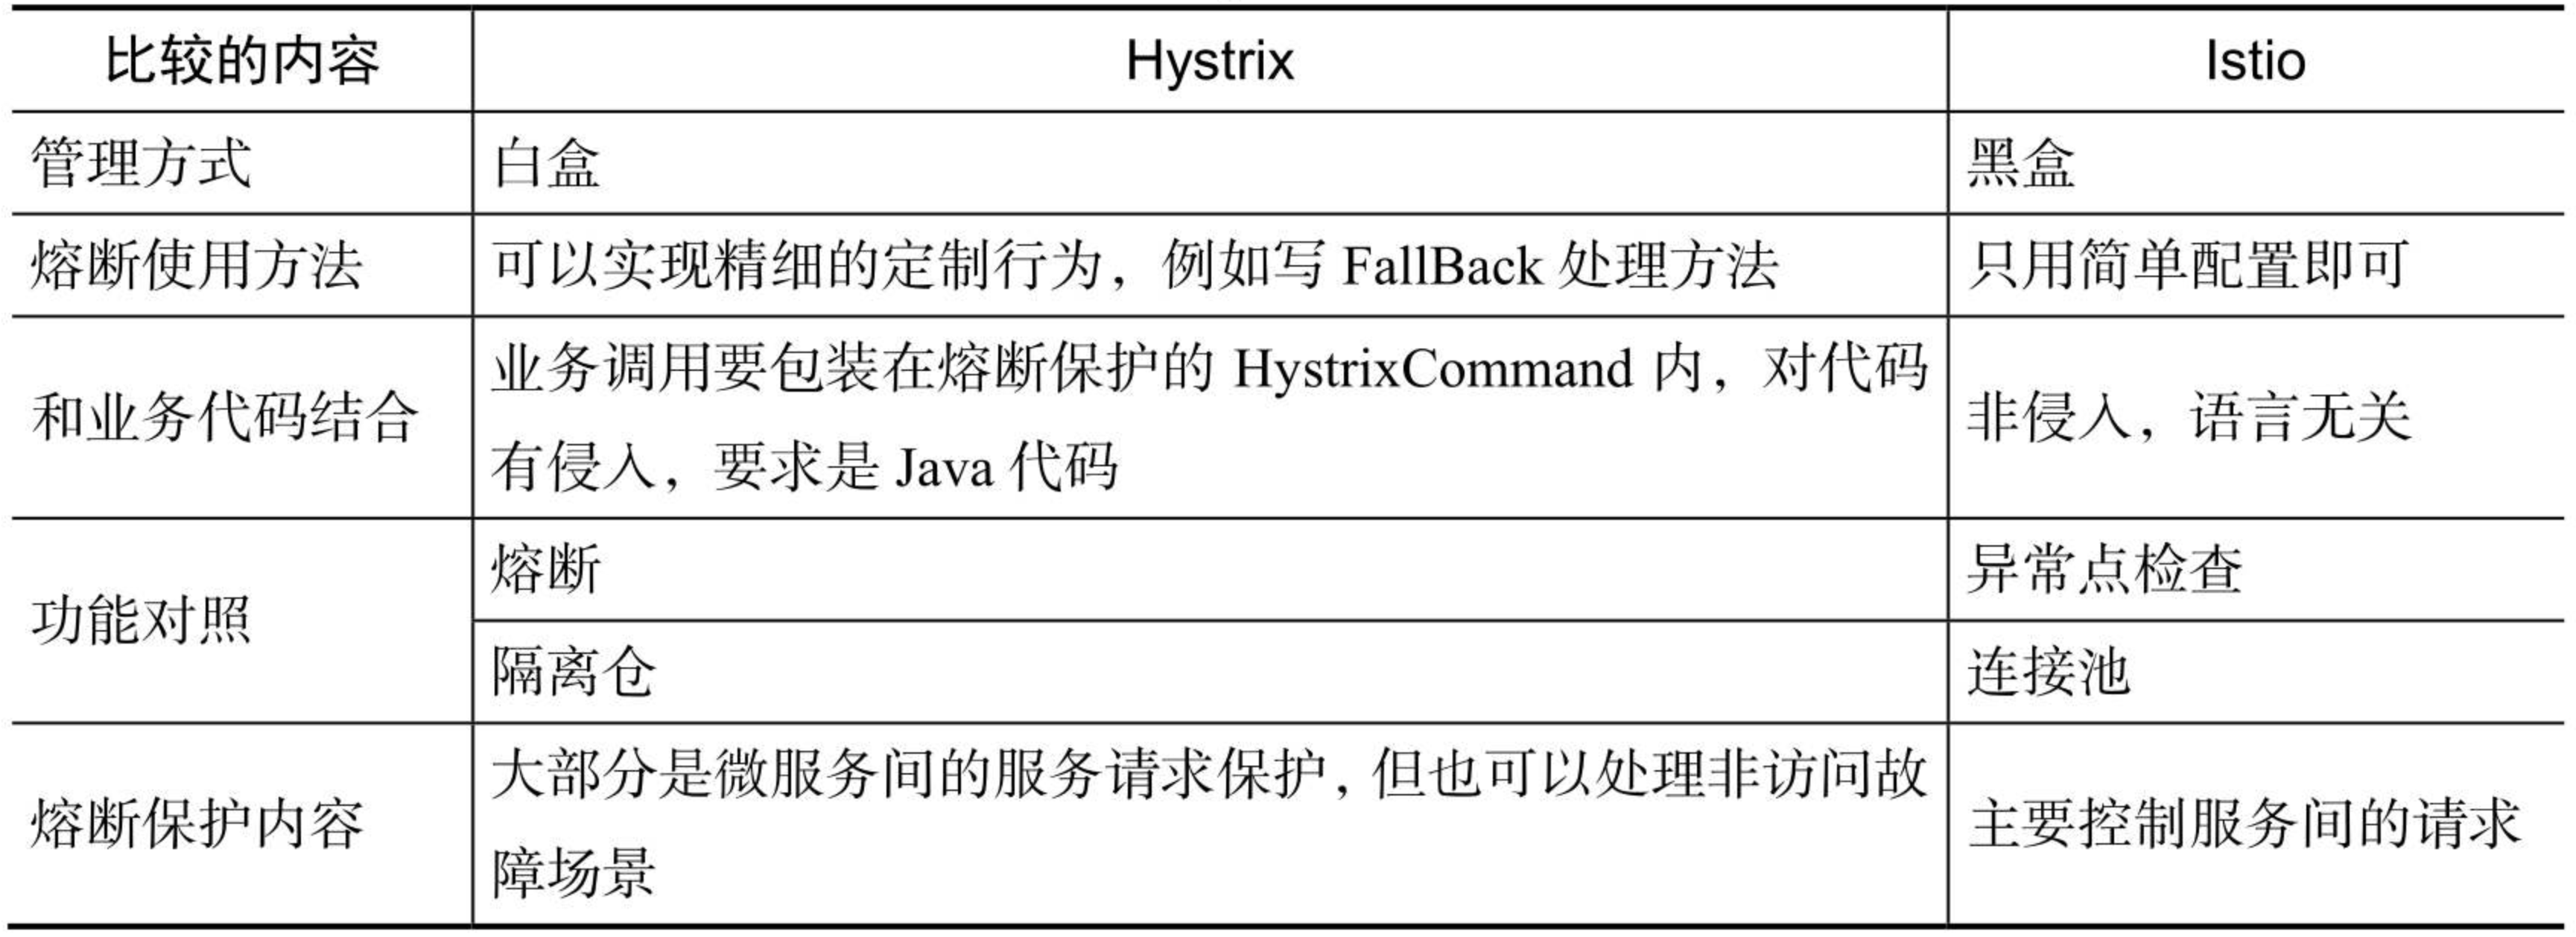 比较的内容 Hystrix Istio
管理方式 白盒 黑盒
熔断使用方法 可以实现精细的定制行为，例如写 FallBack 处理方法 只用简单配置即可
和业务代码结合 业务调用要包装在熔断保护的 HystrixCommand 内，对代码
有侵入，要求是 Java 代码 非侵入，语言无关
功能对照 熔断 异常点检查
隔离仓 连接池
熔断保护内容 大部分是微服务间的服务请求保护，但也可以处理非访问故
障场景 主要控制服务间的请求